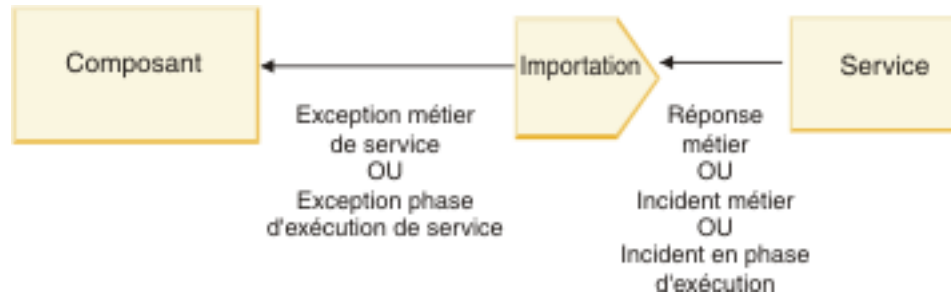 Composant
Importation
Service
Exception métier
de service
OU
Exception phase
d'exécution de service
Réponse
métier
OU
Incident métier
OU
Incident en phase
d'exécution